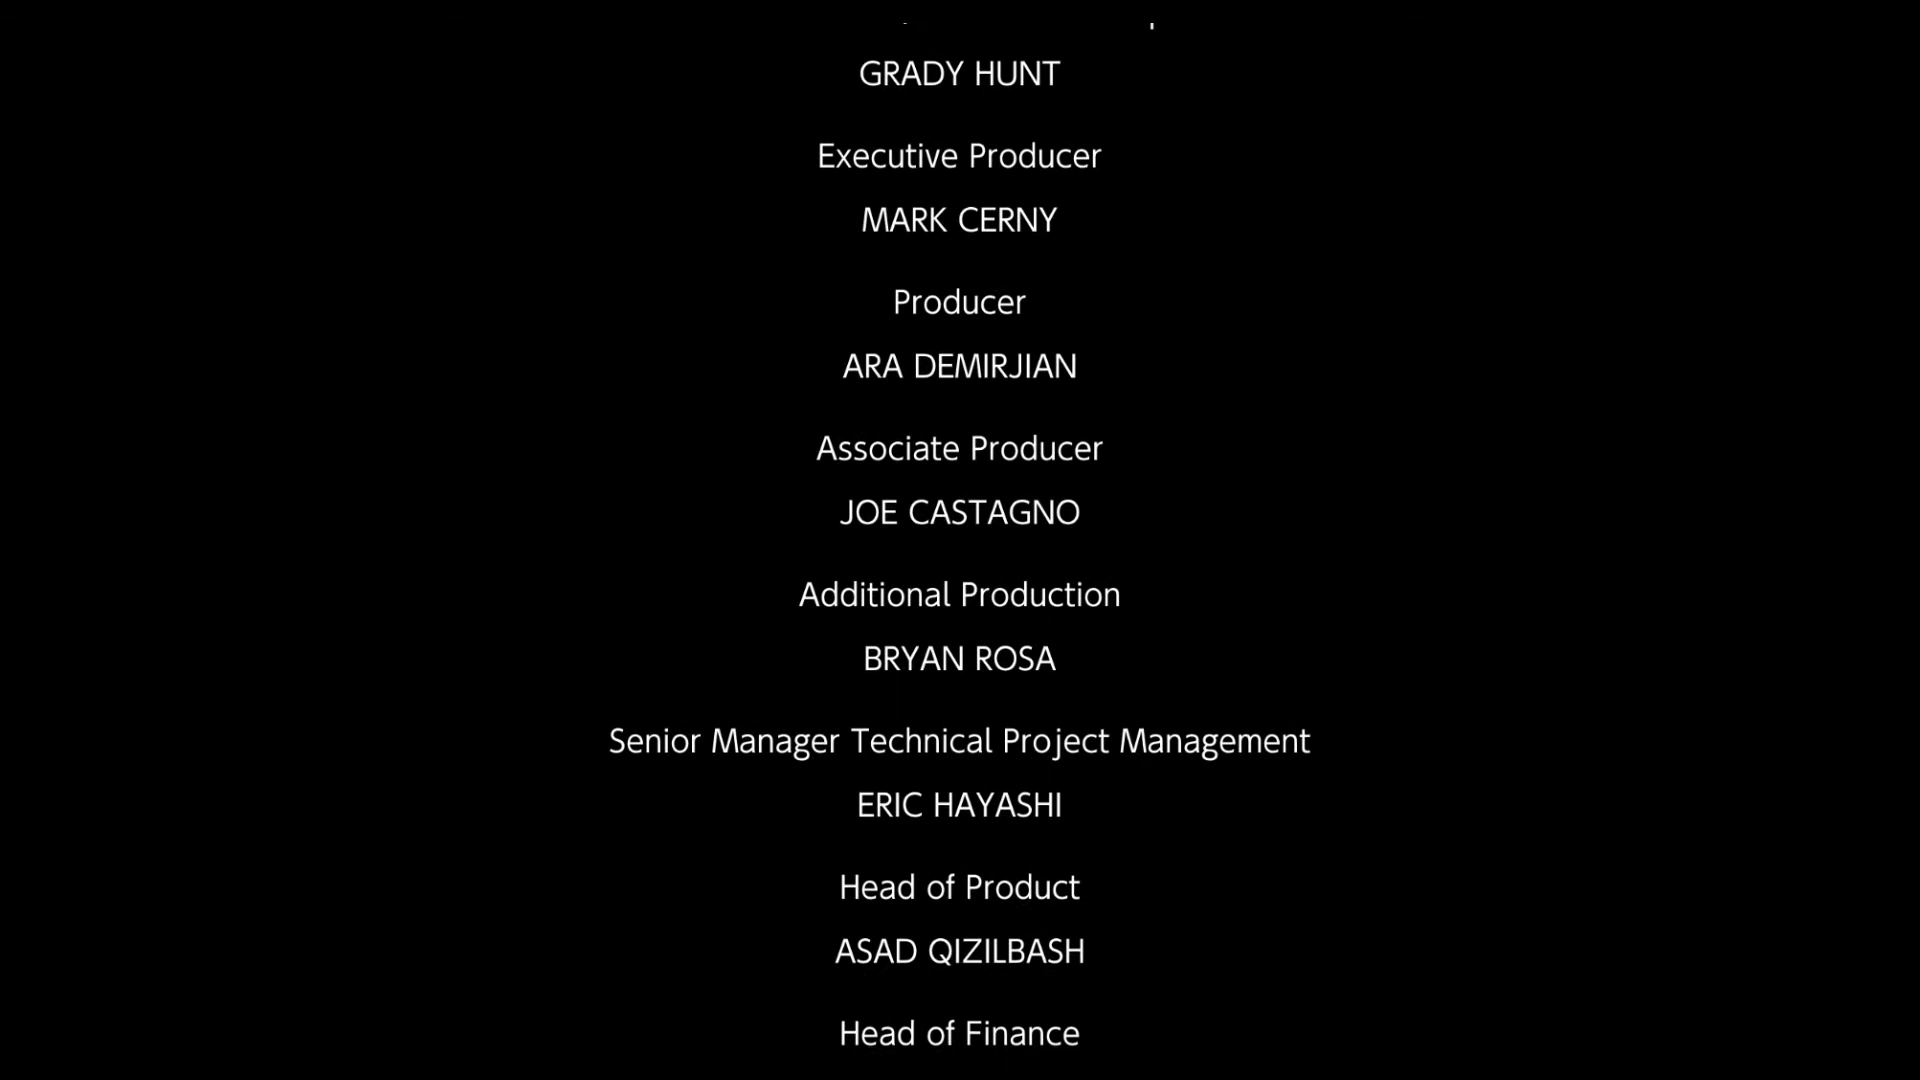 GRADY HUNT
Executive Producer
MARK CERNY
Producer
ARA DEMIRJIAN
Associate Producer
JOE CASTAGNO
Additional Production
BRYAN ROSA
Senior Manager Technical Project Management
ERIC HAYASHI
Head of Product
ASAD QIZILBASH
Head of Finance